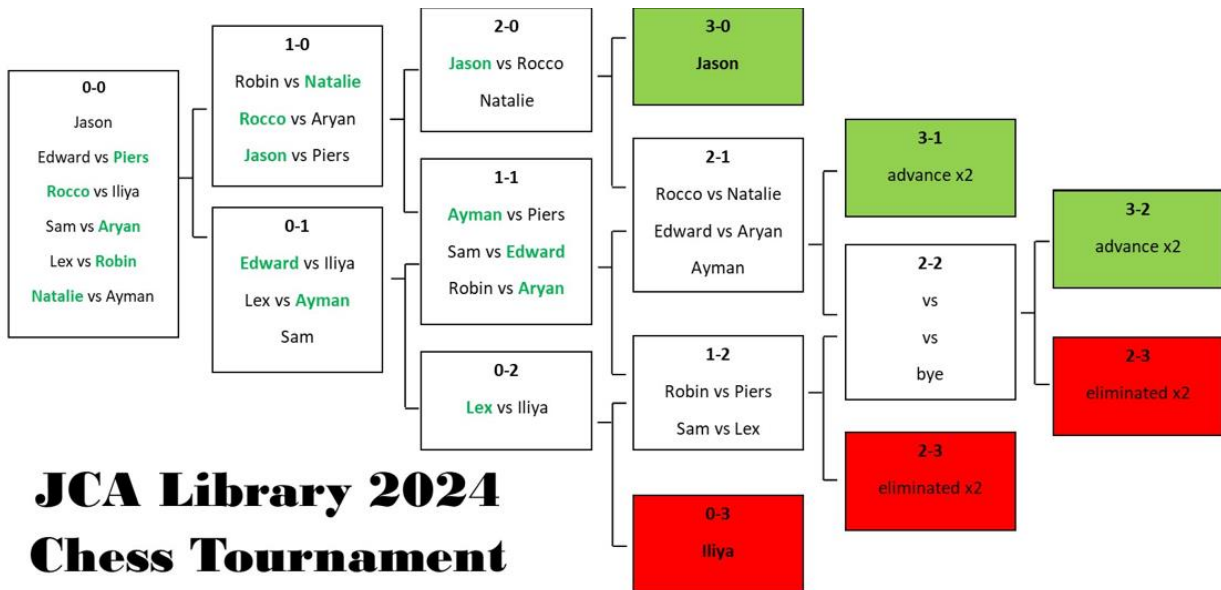 0-0
Jason
Edward vs Piers
Rocco vs Iliya
Sam vs Aryan
Lex vs Robin
Natalie vs Ayman
1-0
Robin vs Natalie
Rocco vs Aryan
Jason vs Piers
0-1
Edward vs Iliya
Lex vs Ayman
Sam
2-0
Jason vs Rocco
Natalie
1-1
Ayman vs Piers
Sam vs Edward
Robin vs Aryan
0-2
Lex vs Iliya
3-0
Jason
2-1
Rocco vs Natalie
Edward vs Aryan
Ayman
1-2
Robin vs Piers
Sam vs Lex
0-3
Iliya
3-1
advance x2
2-2
vs
vs
bye
2-3
eliminated x2
3-2
advance x2
2-3
eliminated x2
JCA Library 2024
Chess Tournament